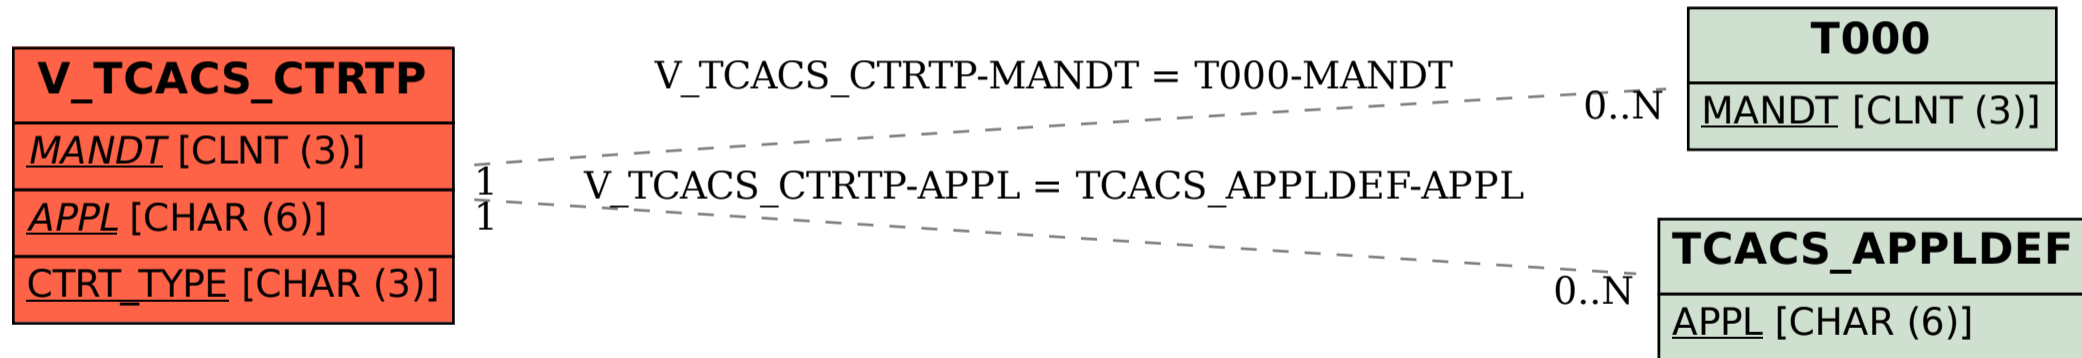 V_TCACS_CTRTP
MANDT [CLNT (3)]
APPL [CHAR (6)]
CTRT_TYPE [CHAR (3)]
V_TCACS_CTRTP-MANDT = T000-MANDT
1
0..N
V_TCACS_CTRTP-APPL = TCACS_APPLDEF-APPL
1
0..N
T000
MANDT [CLNT (3)]
TCACS_APPLDEF
APPL [CHAR (6)]